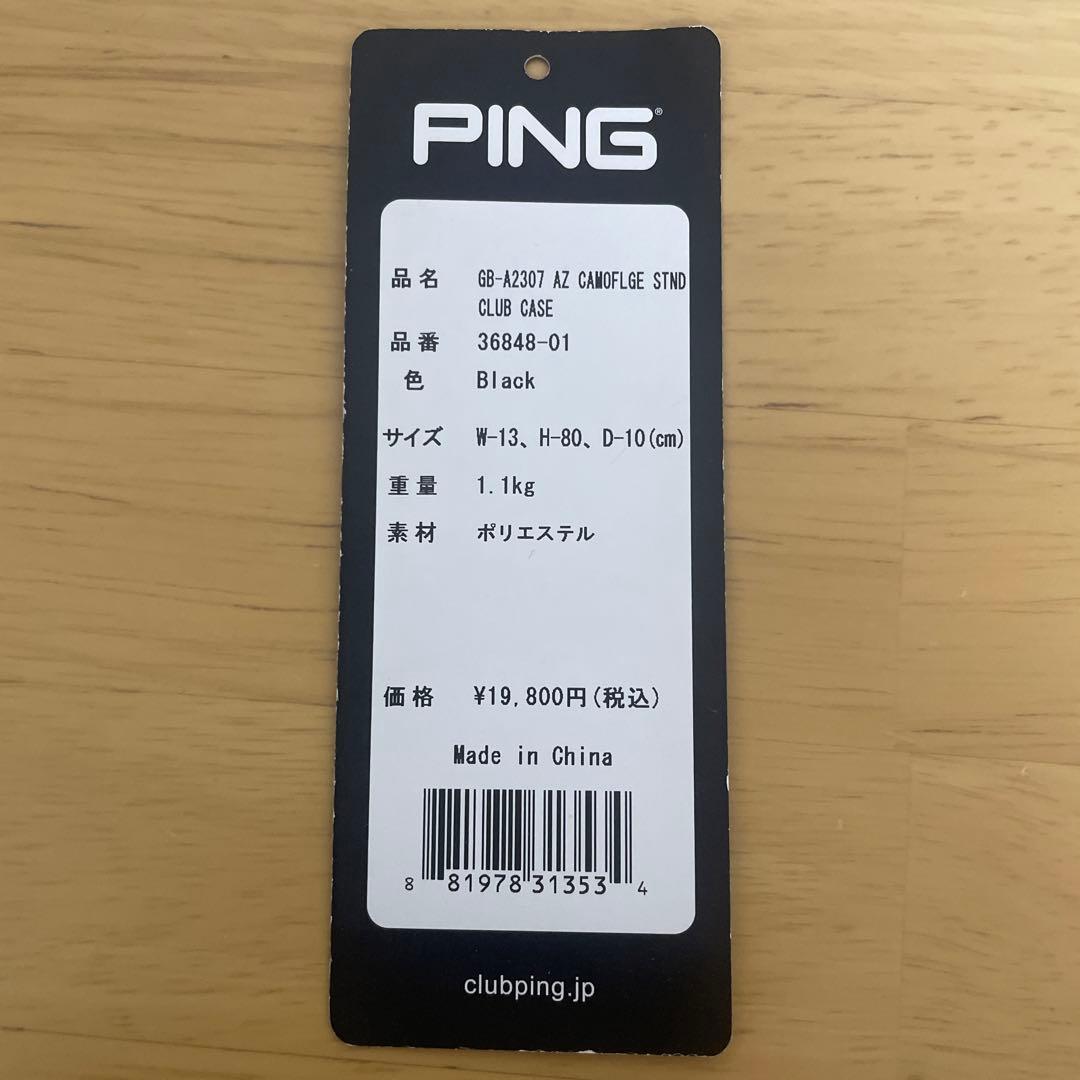 PING®
品名 GB-A2307 AZ CAMOFLGE STND
CLUB CASE
品番 36848-01
色 Black
サイズ W-13、H-80、D-10(cm)
重量 1.1kg
素材 ポリエステル
価格 ¥19,800円(税込)
Made in China
8 81978 31353 4
clubping.jp